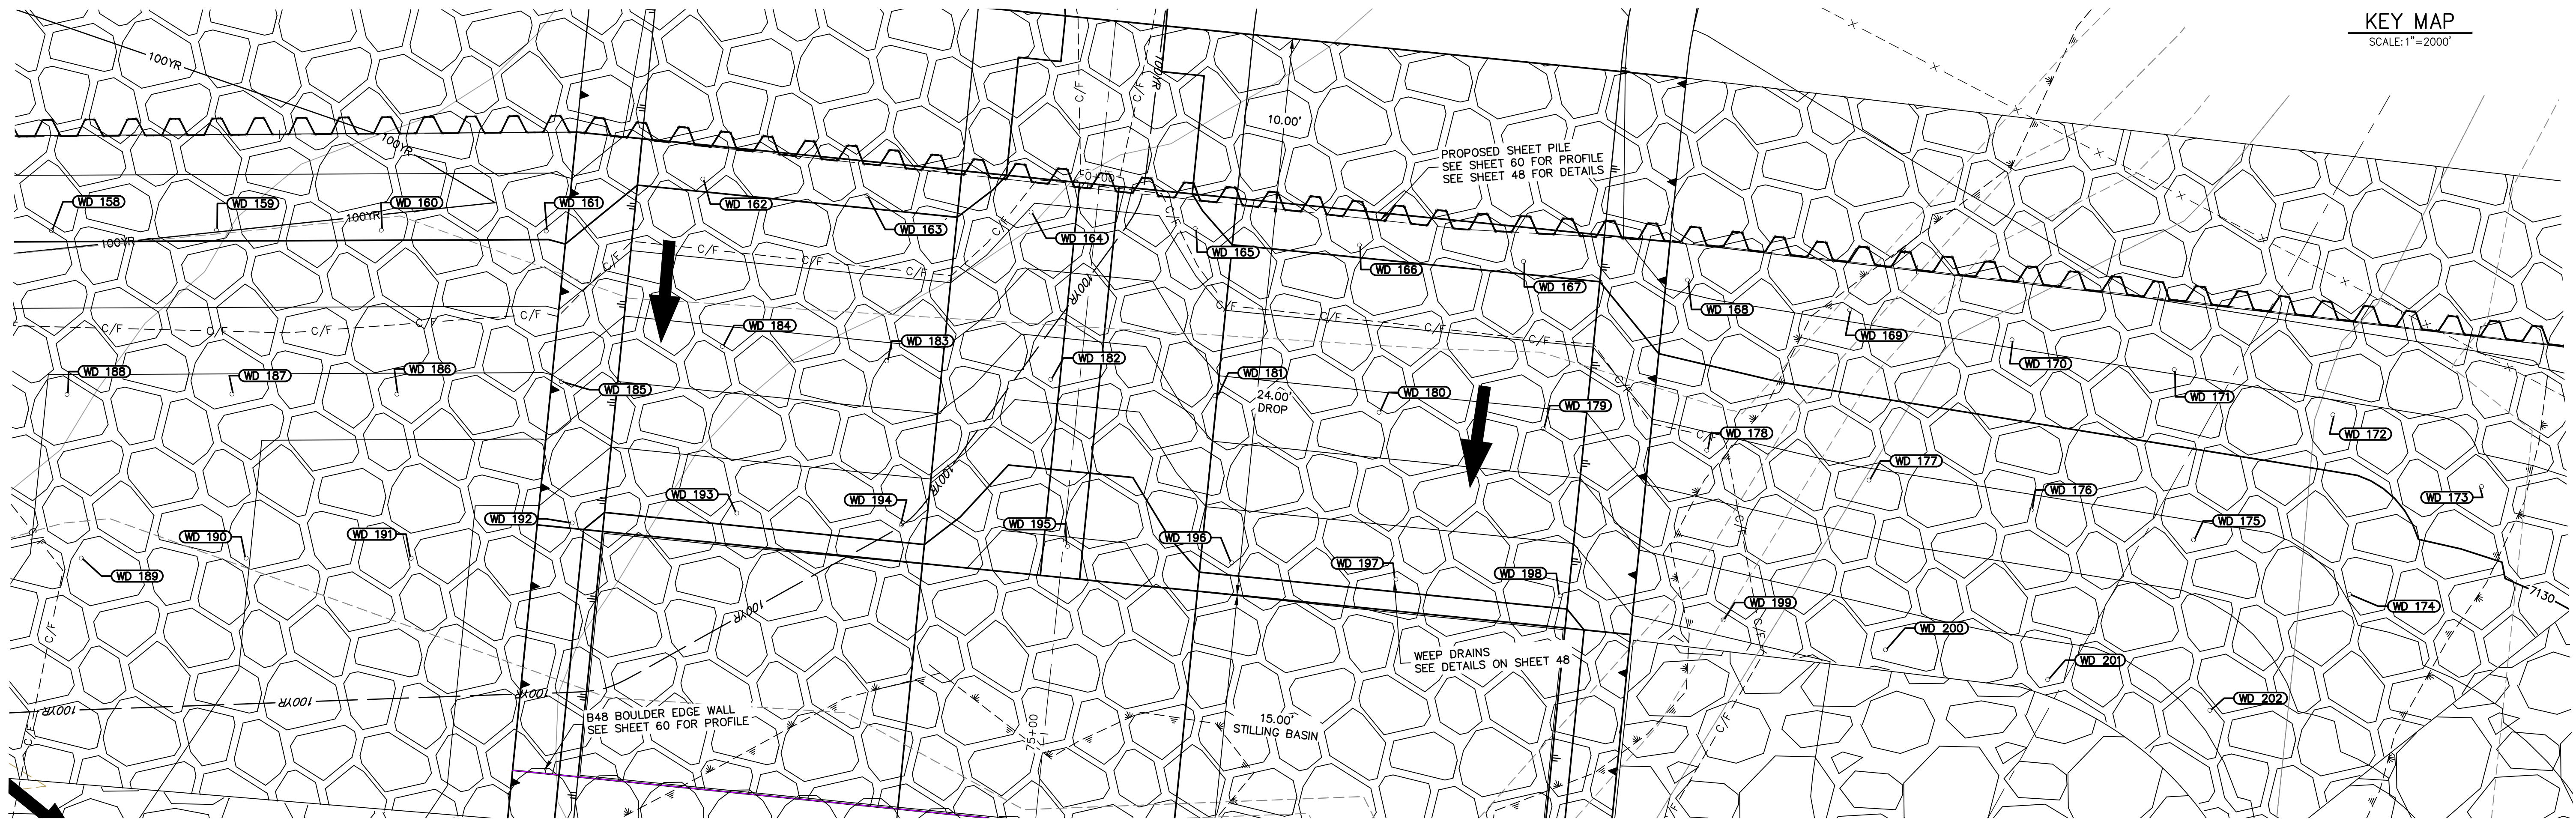 KEY MAP
SCALE:1"=2000'
100YR
100YR
100YR
C/F
C/F
10.00'
PROPOSED SHEET PILE
SEE SHEET 60 FOR PROFILE
SEE SHEET 48 FOR DETAILS
0+00
WD 158
WD 159
WD 160
WD 161
WD 162
WD 163
WD 164
WD 165
WD 166
WD 167
WD 168
WD 169
WD 170
WD 171
WD 172
WD 173
100YR
100YR
C/F
C/F
C/F
C/F
C/F
C/F
C/F
100YR
C/F
C/F
C/F
C/F
C/F
C/F
C/F
C/F
C/F
WD 188
WD 187
WD 186
WD 185
WD 184
WD 183
WD 182
WD 181
WD 180
WD 179
WD 178
WD 177
WD 176
WD 175
WD 174
24.00'
DROP
C/F
C/F
100YR
WD 189
WD 190
WD 191
WD 192
WD 193
WD 194
WD 195
WD 196
WD 197
WD 198
WD 199
WD 200
WD 201
WD 202
7130
C/F
C/F
100YR
WEEP DRAINS
SEE DETAILS ON SHEET 48
100YR
100YR
100YR
B48 BOULDER EDGE WALL
SEE SHEET 60 FOR PROFILE
75+00
15.00'
STILLING BASIN
C/F
C/F
C/F